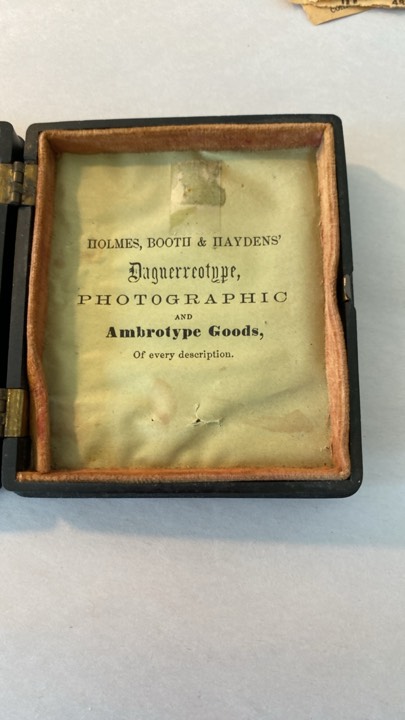 HOLMES, BOOTH & HAYDENS'
Daguerreotype,
PHOTOGRAPHIC
AND
Ambrotype Goods,
Of every description.